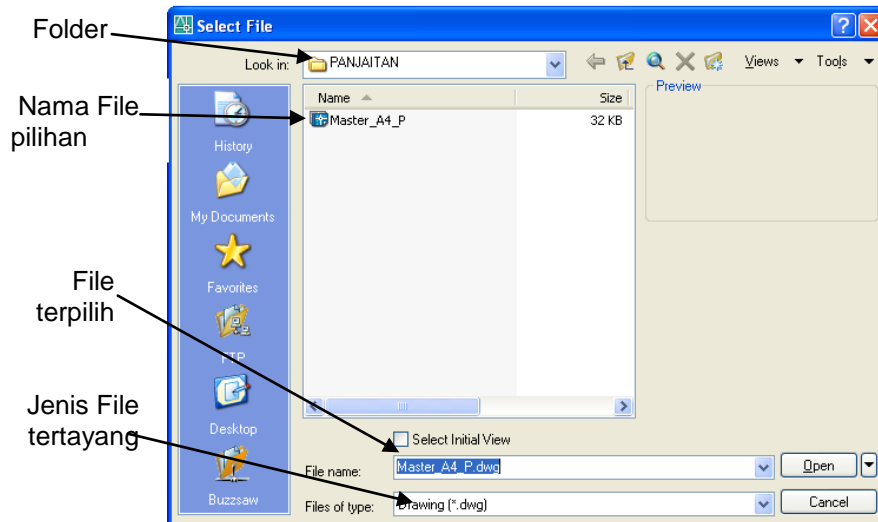 Select File
Folder
Look in: PANJAITAN
Views Tools
Name Size
Preview
Nama File
pilihan
Master_A4_P 32 KB
History
My Documents
Favorites
File
terpilih
FTP
Jenis File
tertayang
Desktop
Select Initial View
File name: Master_A4_P.dwg Open
Buzzsaw
Files of type: Drawing (*.dwg) Cancel